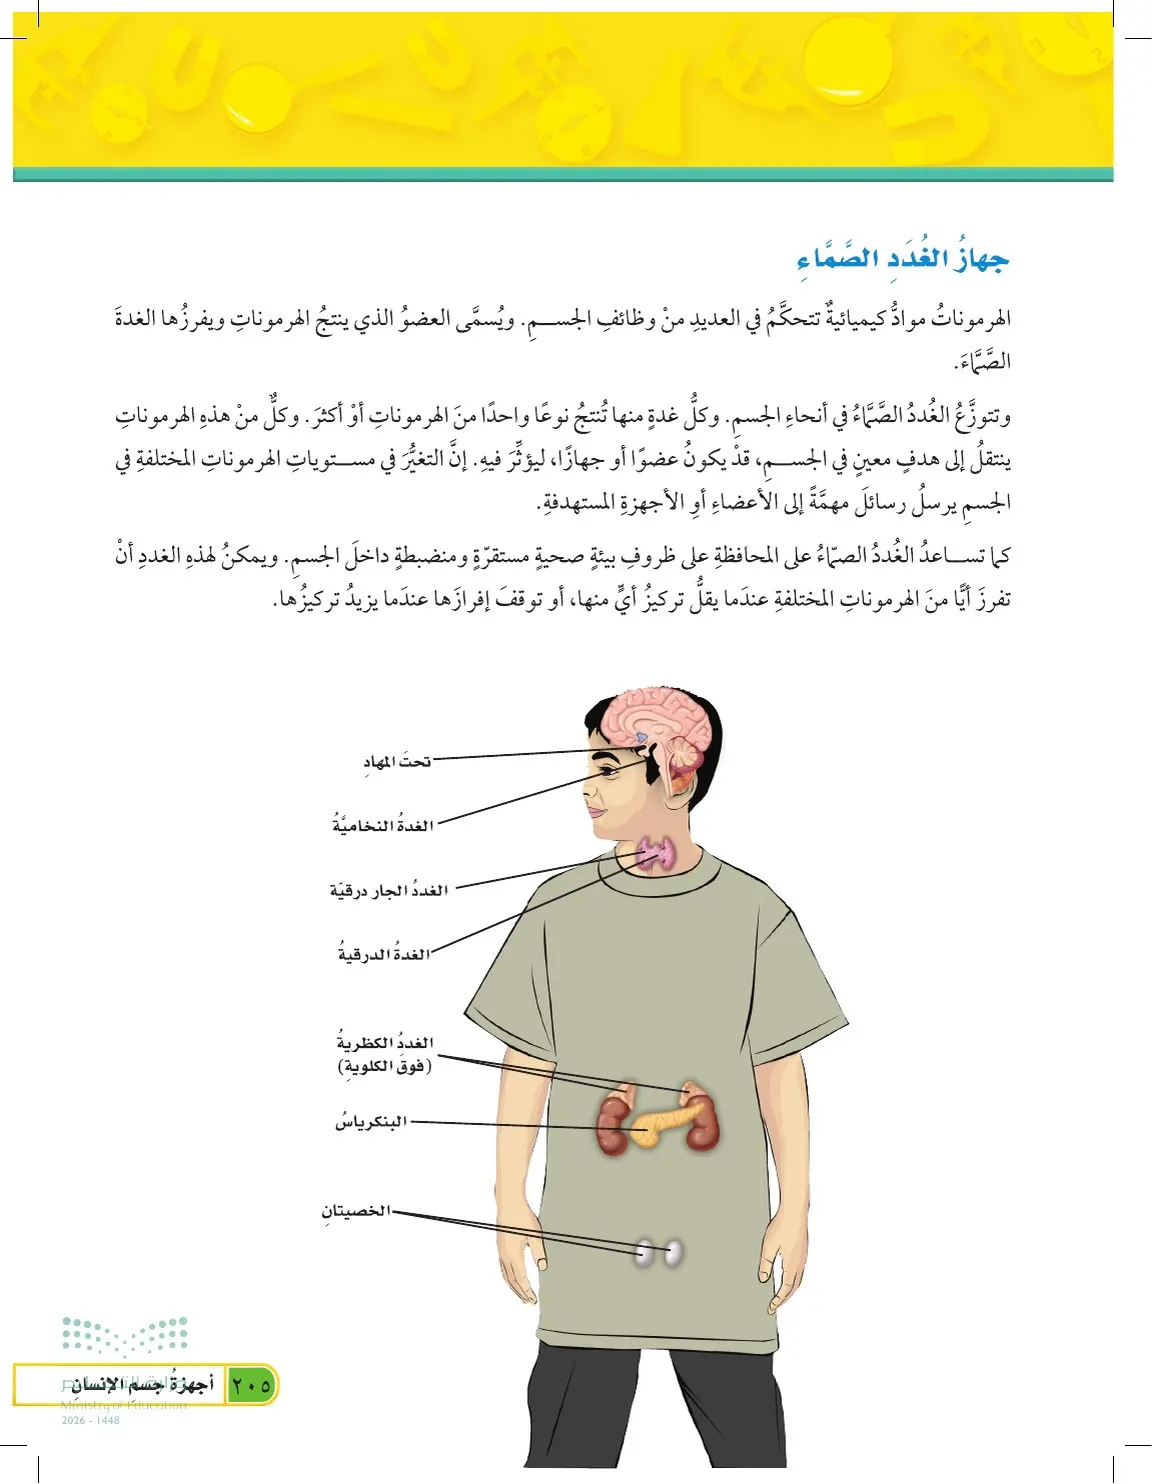 جهازُ الغُدَدِ الصَّمَّاءِ
الهرموناتُ موادُّ كيميائيةٌ تتحكَّمُ في العديدِ منْ وظائفِ الجسمِ. ويُسمَّى العضوُ الذي ينتجُ الهرموناتِ ويفرزُها الغدةَ
الصَّمَّاءَ.
وتتوزَّعُ الغُددُ الصَّمَّاءُ في أنحاءِ الجسمِ. وكلُّ غدةٍ منها تُنتجُ نوعًا واحدًا منَ الهرموناتِ أوْ أكثرَ. وكلٌّ منْ هذهِ الهرموناتِ
ينتقلُ إلى هدفٍ معينٍ في الجسمِ، قدْ يكونُ عضوًا أو جهازًا، ليؤثِّرَ فيهِ. إنَّ التغيُّرَ في مستوياتِ الهرموناتِ المختلفةِ في
الجسمِ يرسلُ رسائلَ مهمَّةً إلى الأعضاءِ أوِ الأجهزةِ المستهدفةِ.
كما تساعدُ الغُددُ الصمّاءُ على المحافظةِ على ظروفِ بيئةٍ صحيةٍ مستقرّةٍ ومنضبطةٍ داخلَ الجسمِ. ويمكنُ لهذهِ الغددِ أنْ
تفرزَ أيًّا منَ الهرموناتِ المختلفةِ عندَما يقلُّ تركيزُ أيٍّ منها، أو توقفَ إفرازَها عندَما يزيدُ تركيزُها.
تحتَ المهادِ
الغدةُ النخاميَّةُ
الغددُ الجار درقيّة
الغدةُ الدرقيةُ
الغددُ الكظريةُ
(فوقَ الكلويةِ)
البنكرياسُ
الخصيتانِ
أجهزةُ جسمِ الإنسانِ ٢٠٥
وزارة التعليم
Ministry of Education
2026 - 1448